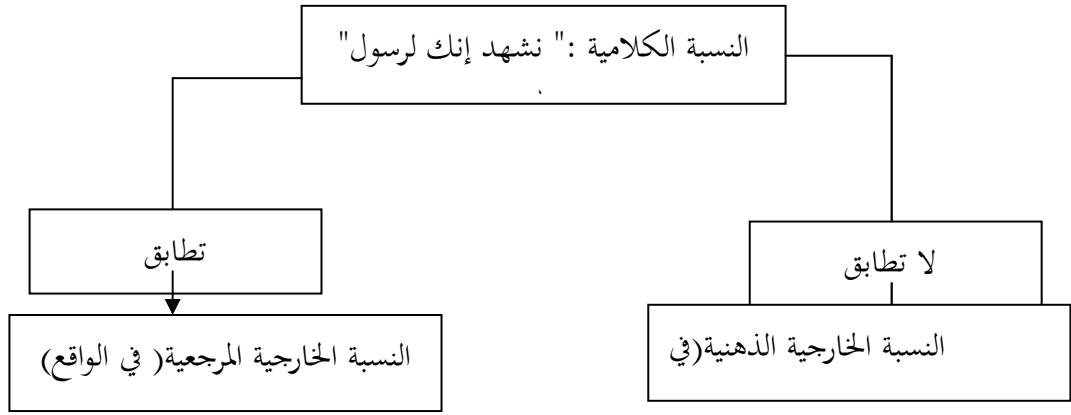 النسبة الكلامية :" نشهد إنك لرسول"
لا تطابق
النسبة الخارجية الذهنية(في
تطابق
النسبة الخارجية المرجعية( في الواقع)